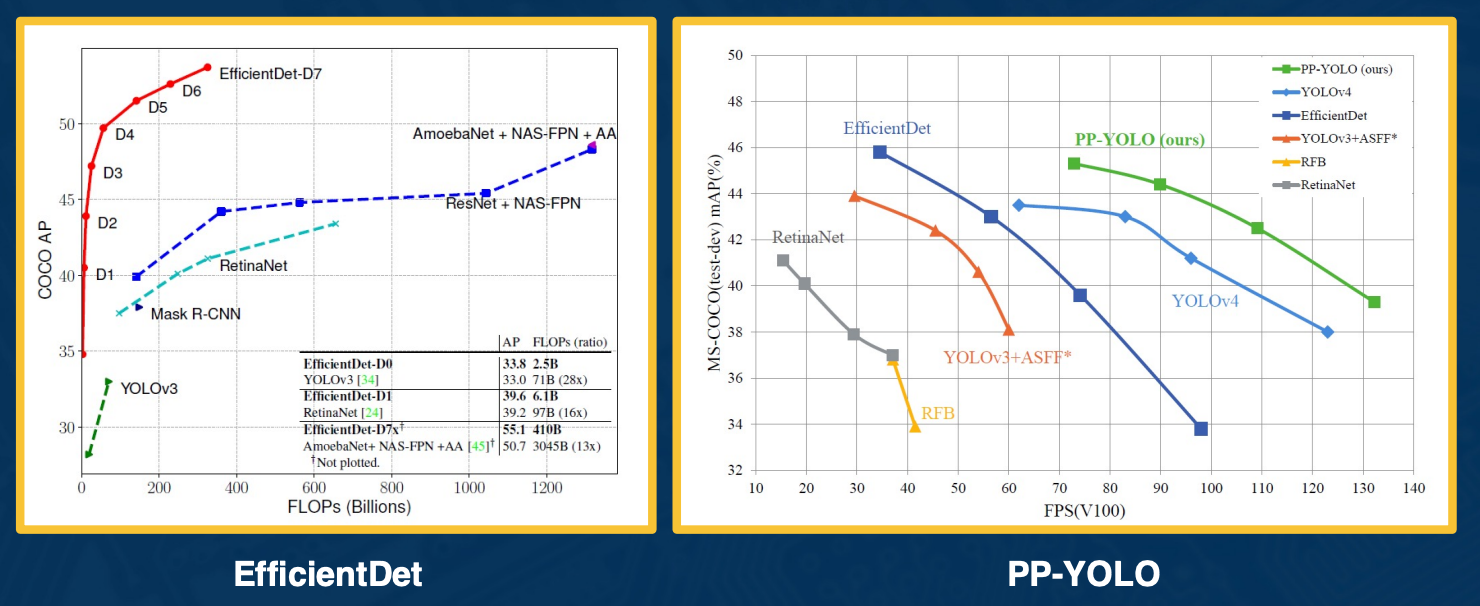 EfficientDet-D7
D6
D5
D4
D3
D2
D1
AmoebaNet + NAS-FPN + AA
ResNet + NAS-FPN
RetinaNet
Mask R-CNN
YOLOv3
COCO AP
50
45
40
35
30
AP FLOPs (ratio)
EfficientDet-D0 33.8 2.5B
YOLOv3 [34] 33.0 71B (28x)
EfficientDet-D1 39.6 6.1B
RetinaNet [24] 39.2 97B (16x)
EfficientDet-D7x† 55.1 410B
AmoebaNet+ NAS-FPN +AA [45]† 50.7 3045B (13x)
†Not plotted.
0 200 400 600 800 1000 1200
FLOPs (Billions)
EfficientDet
MS-COCO(test-dev) mAP(%)
50
48
46
44
42
40
38
36
34
32
PP-YOLO (ours)
YOLOv4
EfficientDet
YOLOv3+ASFF*
RFB
RetinaNet
EfficientDet
PP-YOLO (ours)
RetinaNet
YOLOv4
YOLOv3+ASFF*
RFB
10 20 30 40 50 60 70 80 90 100 110 120 130 140
FPS(V100)
PP-YOLO